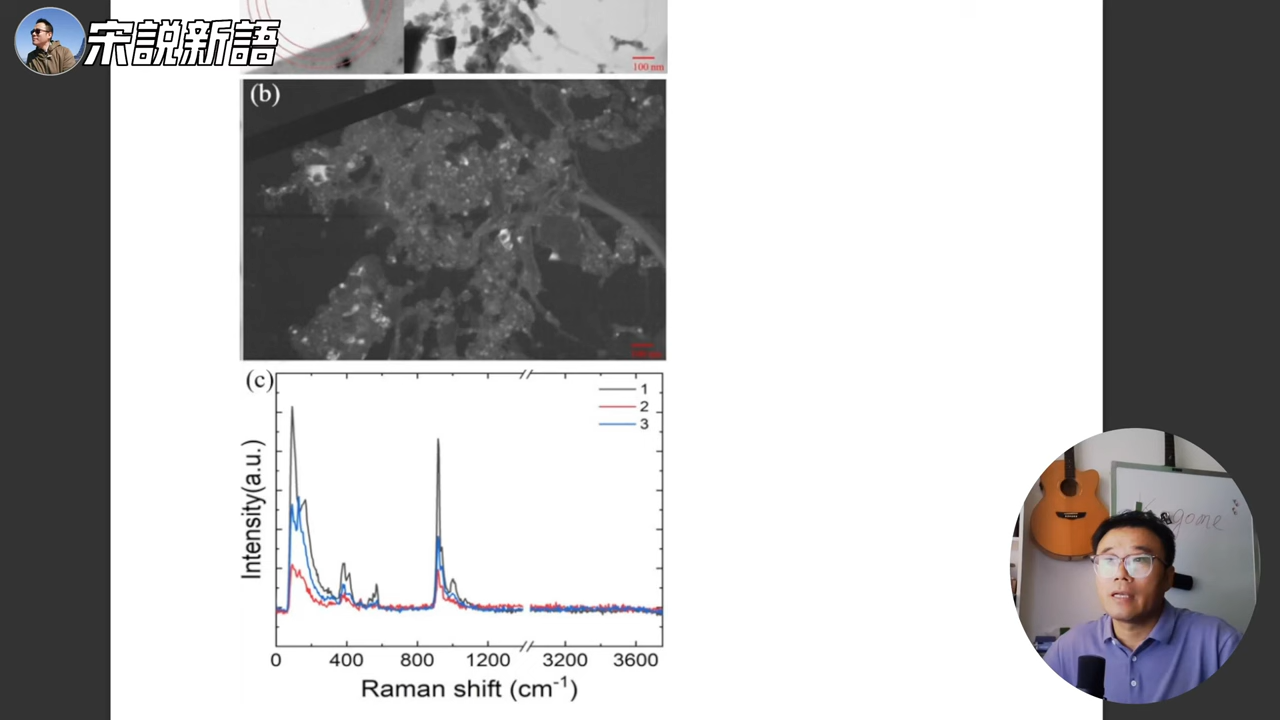 宋説新語
100 nm
(b)
(c)
1
2
3
Intensity(a.u.)
0 400 800 1200 3200 3600
Raman shift (cm⁻¹)